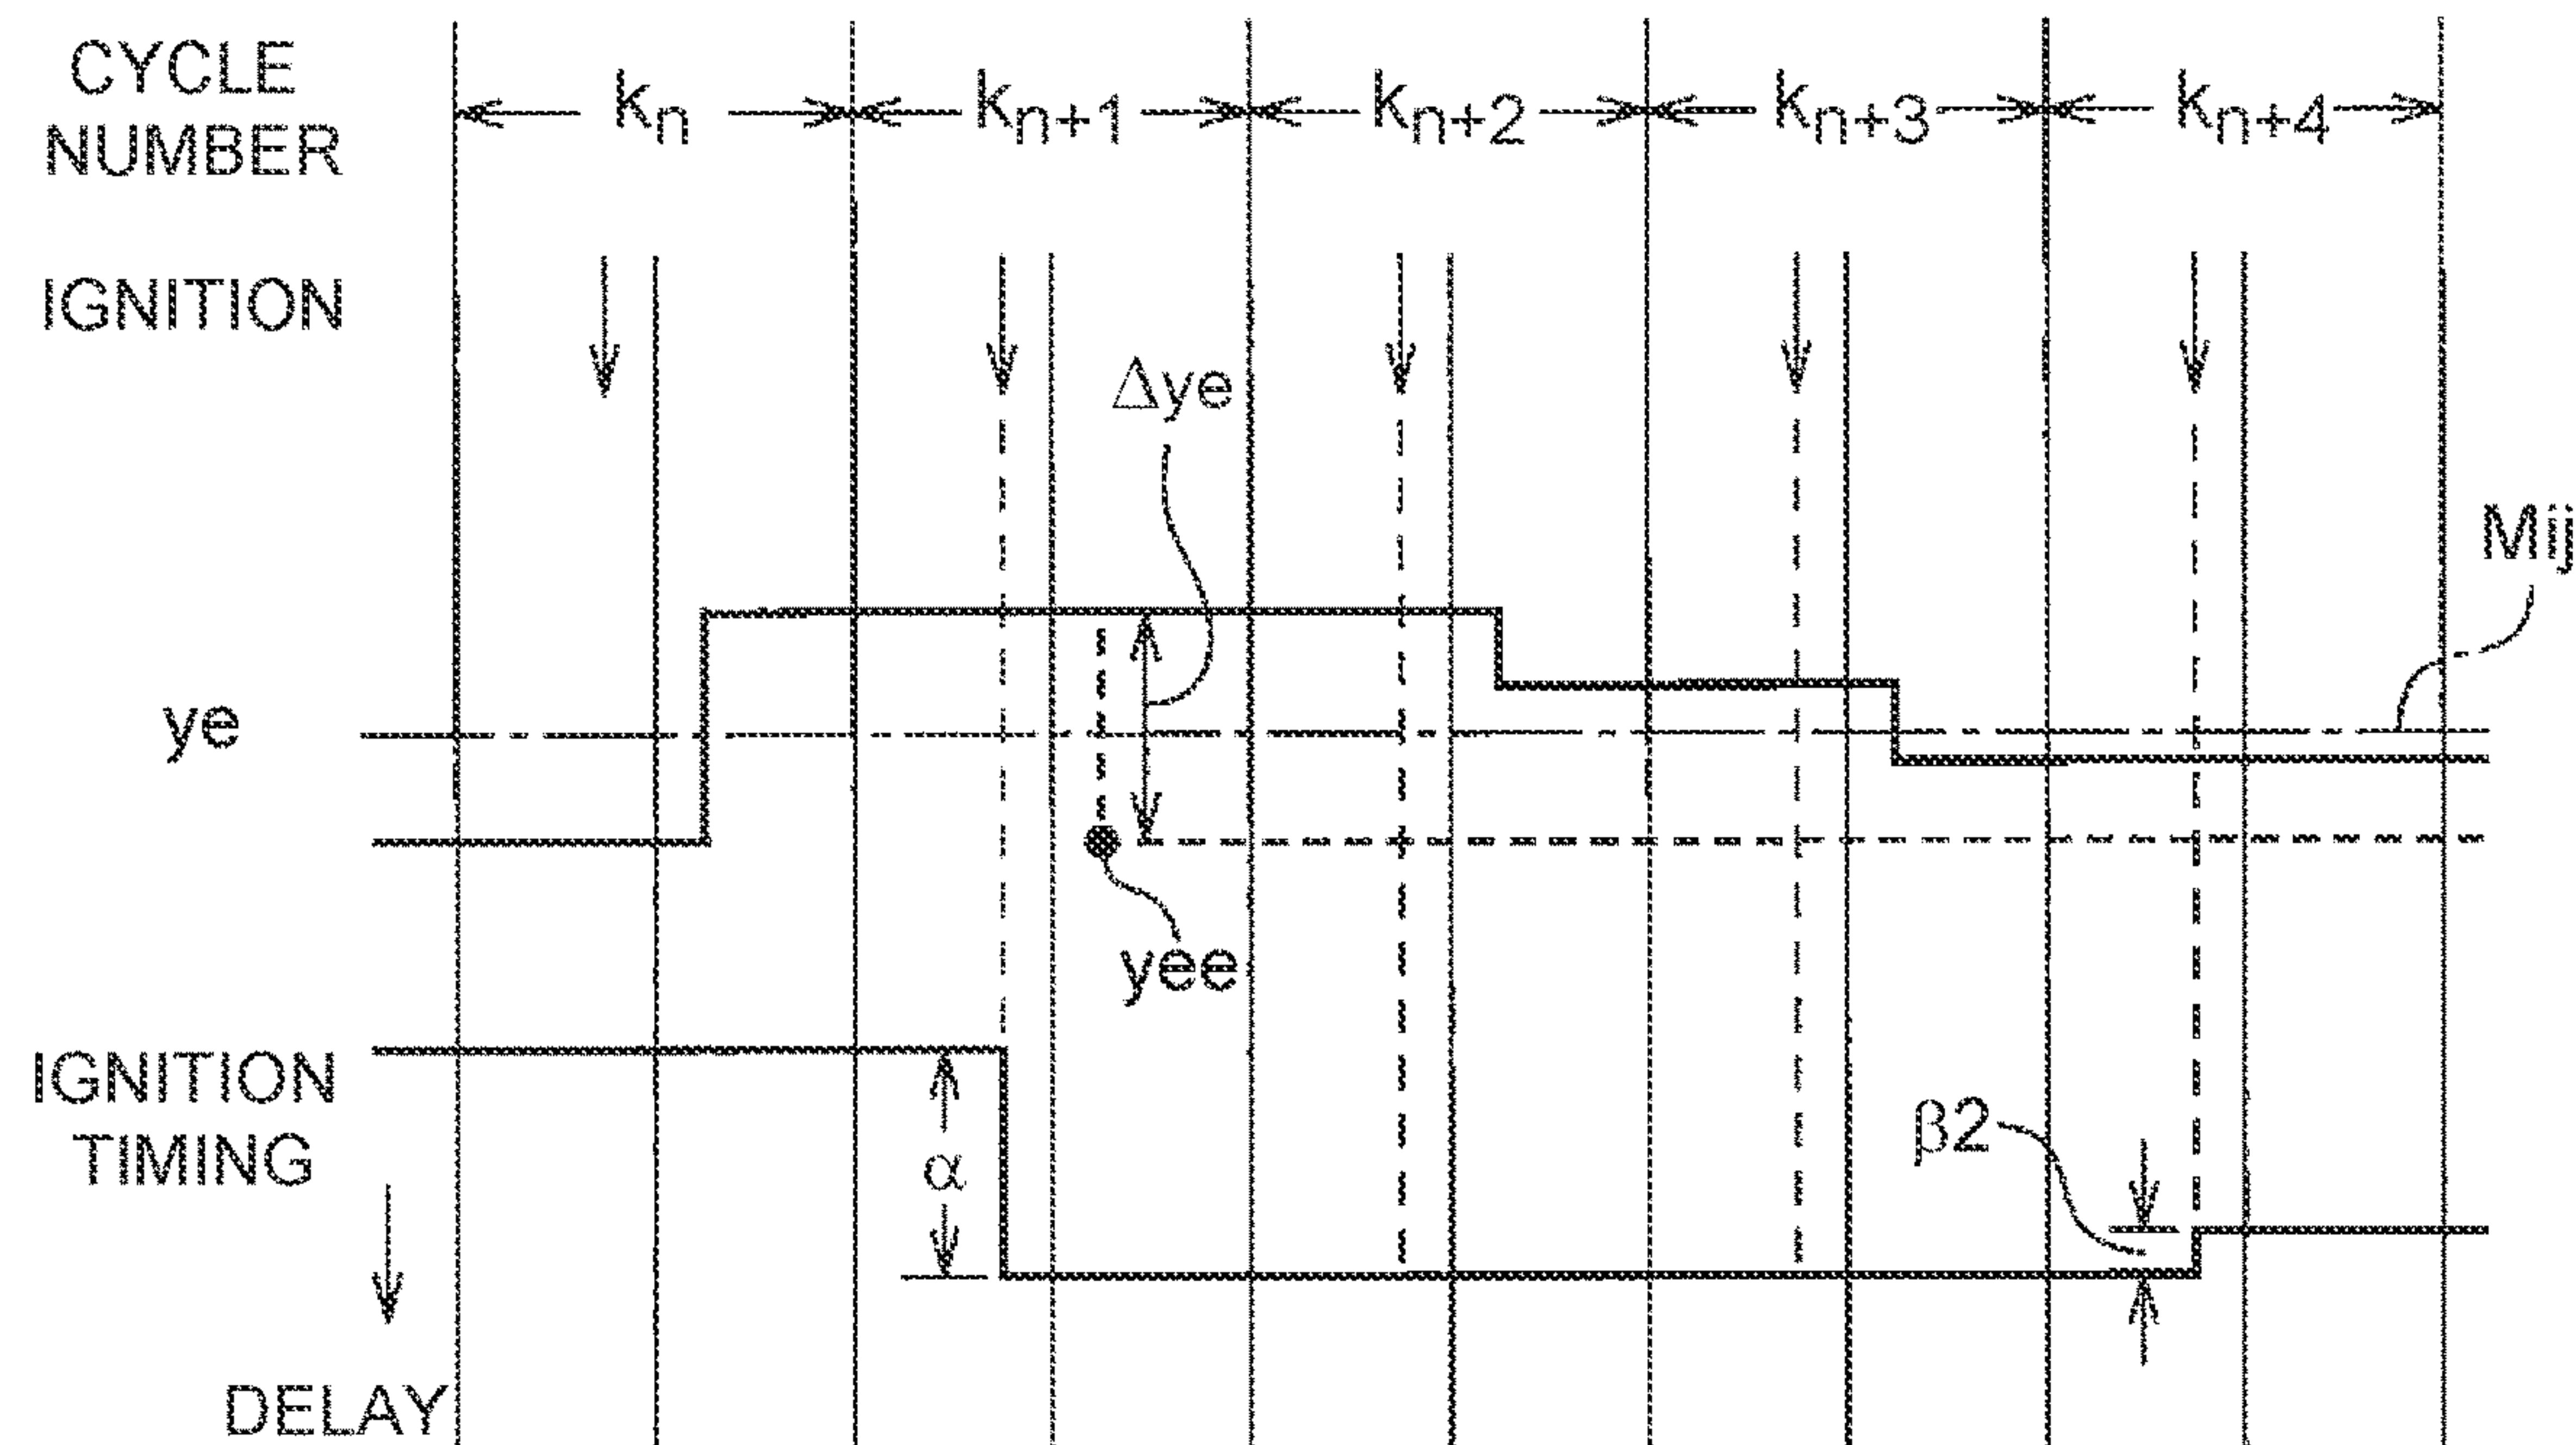 CYCLE
NUMBER
kn
kn+1
kn+2
kn+3
kn+4
IGNITION
Δye
Mij
ye
yee
IGNITION
TIMING
α
β2
DELAY